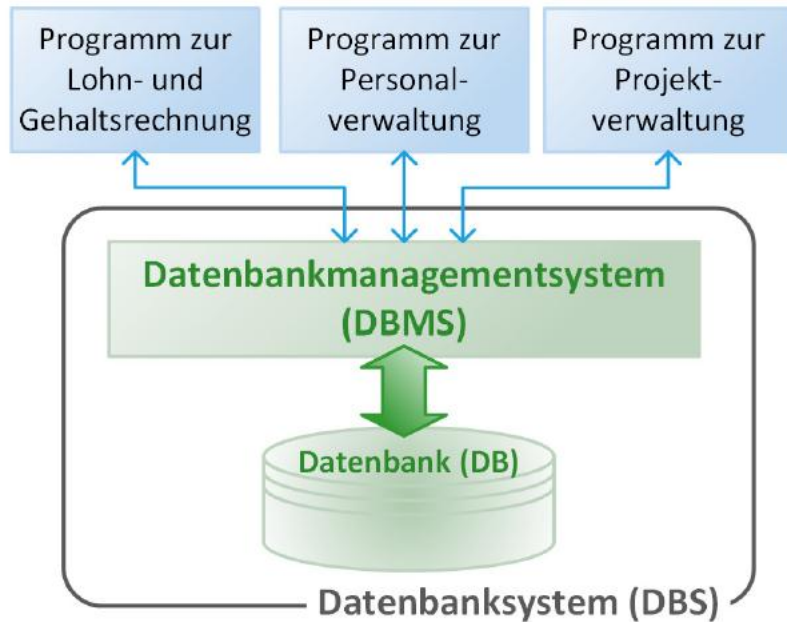 Programm zur
Lohn- und
Gehaltsrechnung
Programm zur
Personal-
verwaltung
Programm zur
Projekt-
verwaltung
Datenbankmanagementsystem
(DBMS)
Datenbank (DB)
Datenbanksystem (DBS)